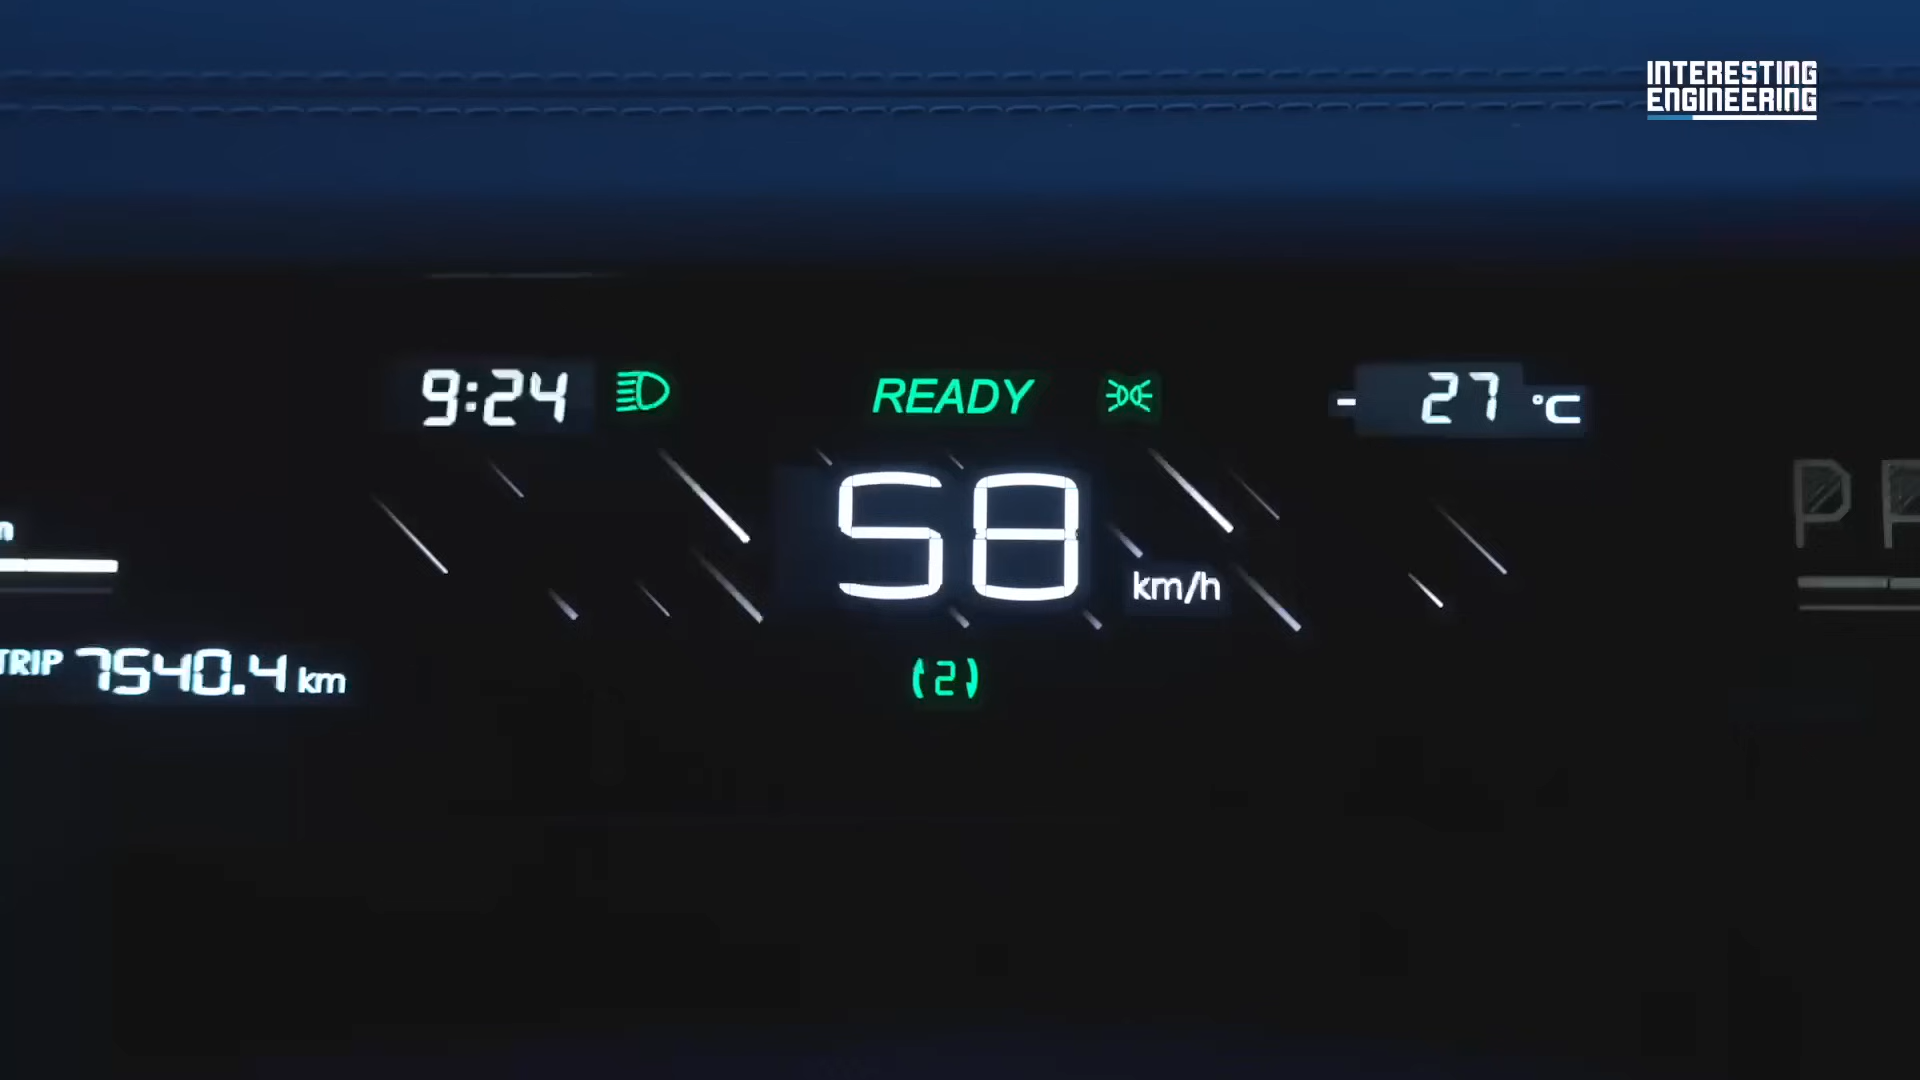 INTERESTING
ENGINEERING
9:24
READY
-27 °C
58 km/h
TRIP 7540.4 km
(2)